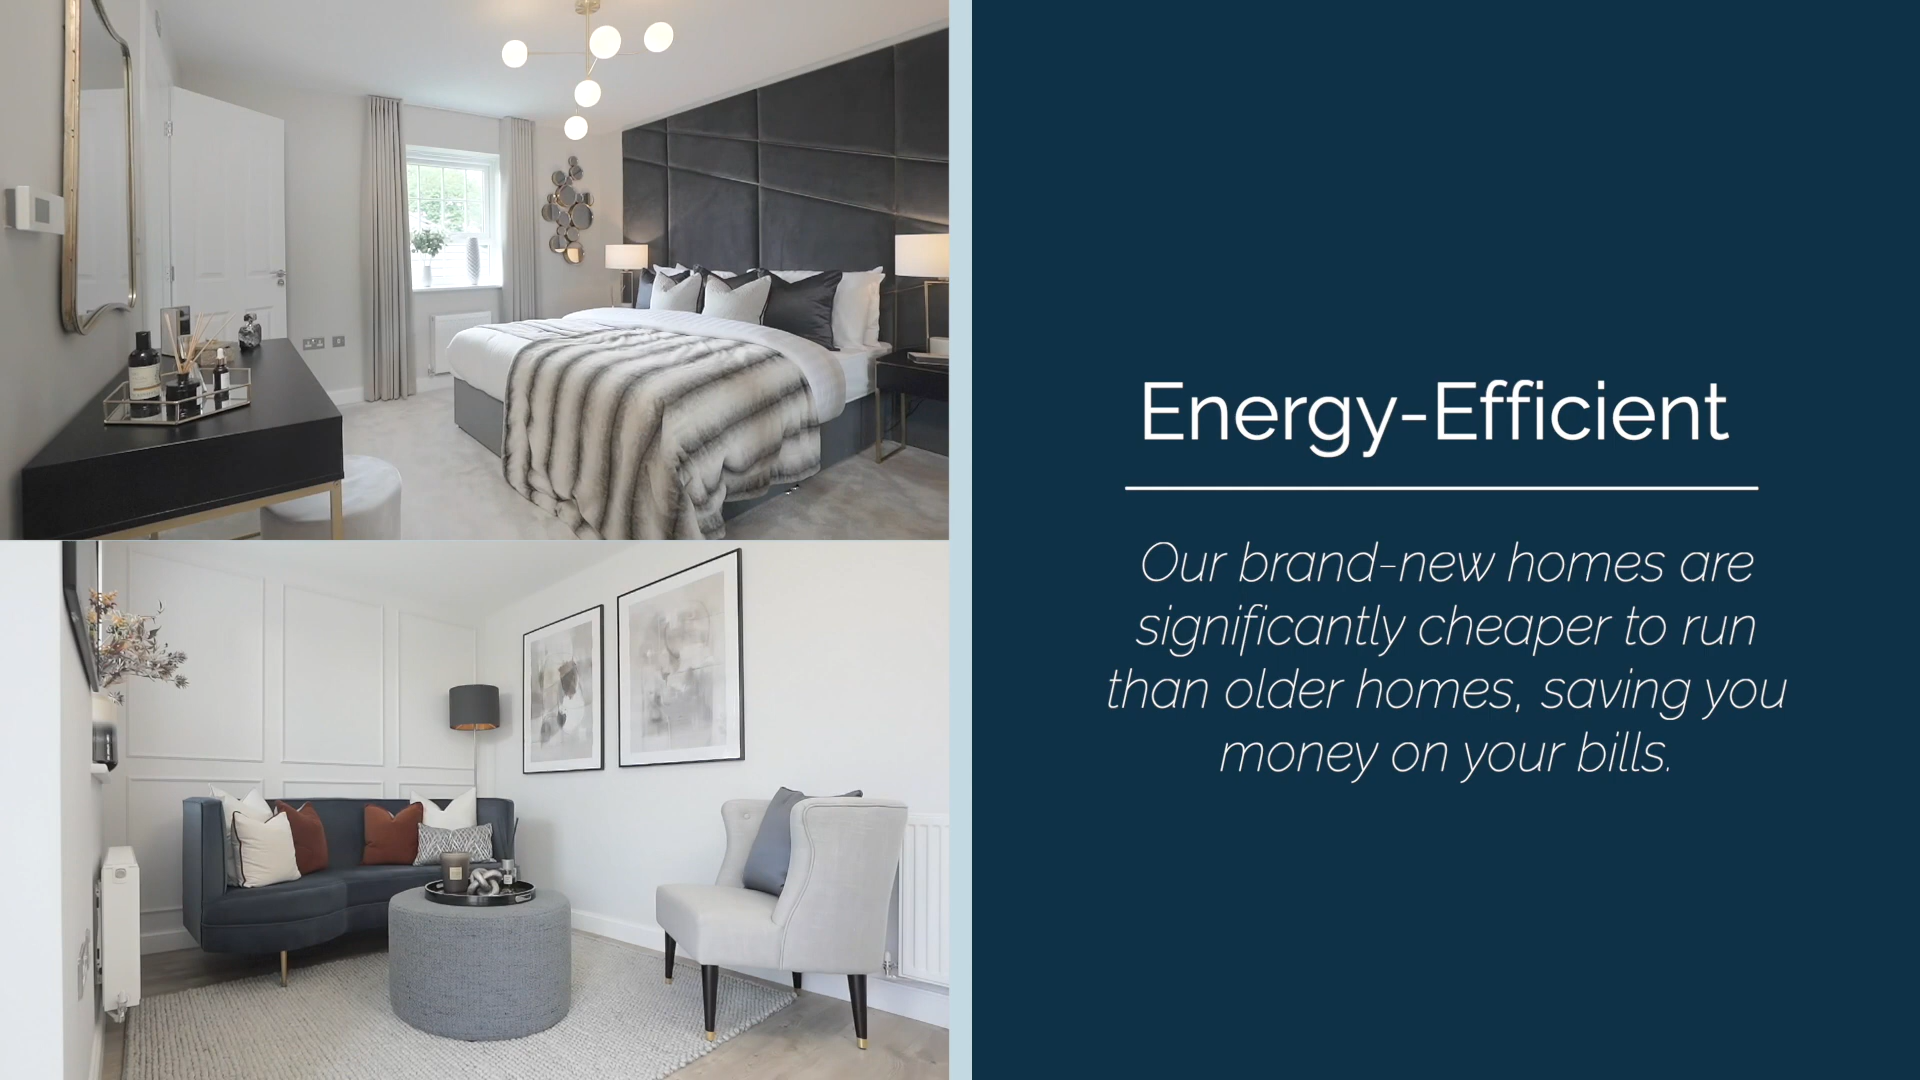 Energy-Efficient
Our brand-new homes are
significantly cheaper to run
than older homes, saving you
money on your bills.